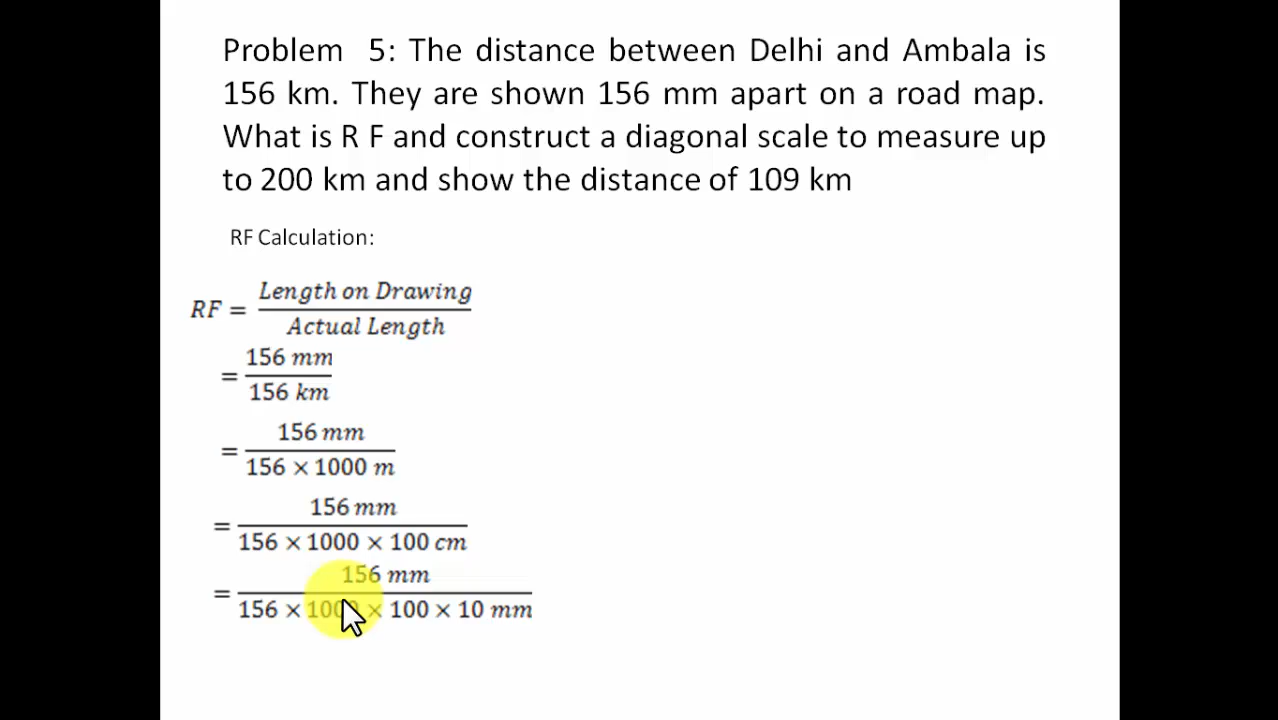 Problem 5: The distance between Delhi and Ambala is
156 km. They are shown 156 mm apart on a road map.
What is R F and construct a diagonal scale to measure up
to 200 km and show the distance of 109 km
RF Calculation:
RF = Length on Drawing / Actual Length
= 156 mm / 156 km
= 156 mm / 156 × 1000 m
= 156 mm / 156 × 1000 × 100 cm
= 156 mm / 156 × 1000 × 100 × 10 mm